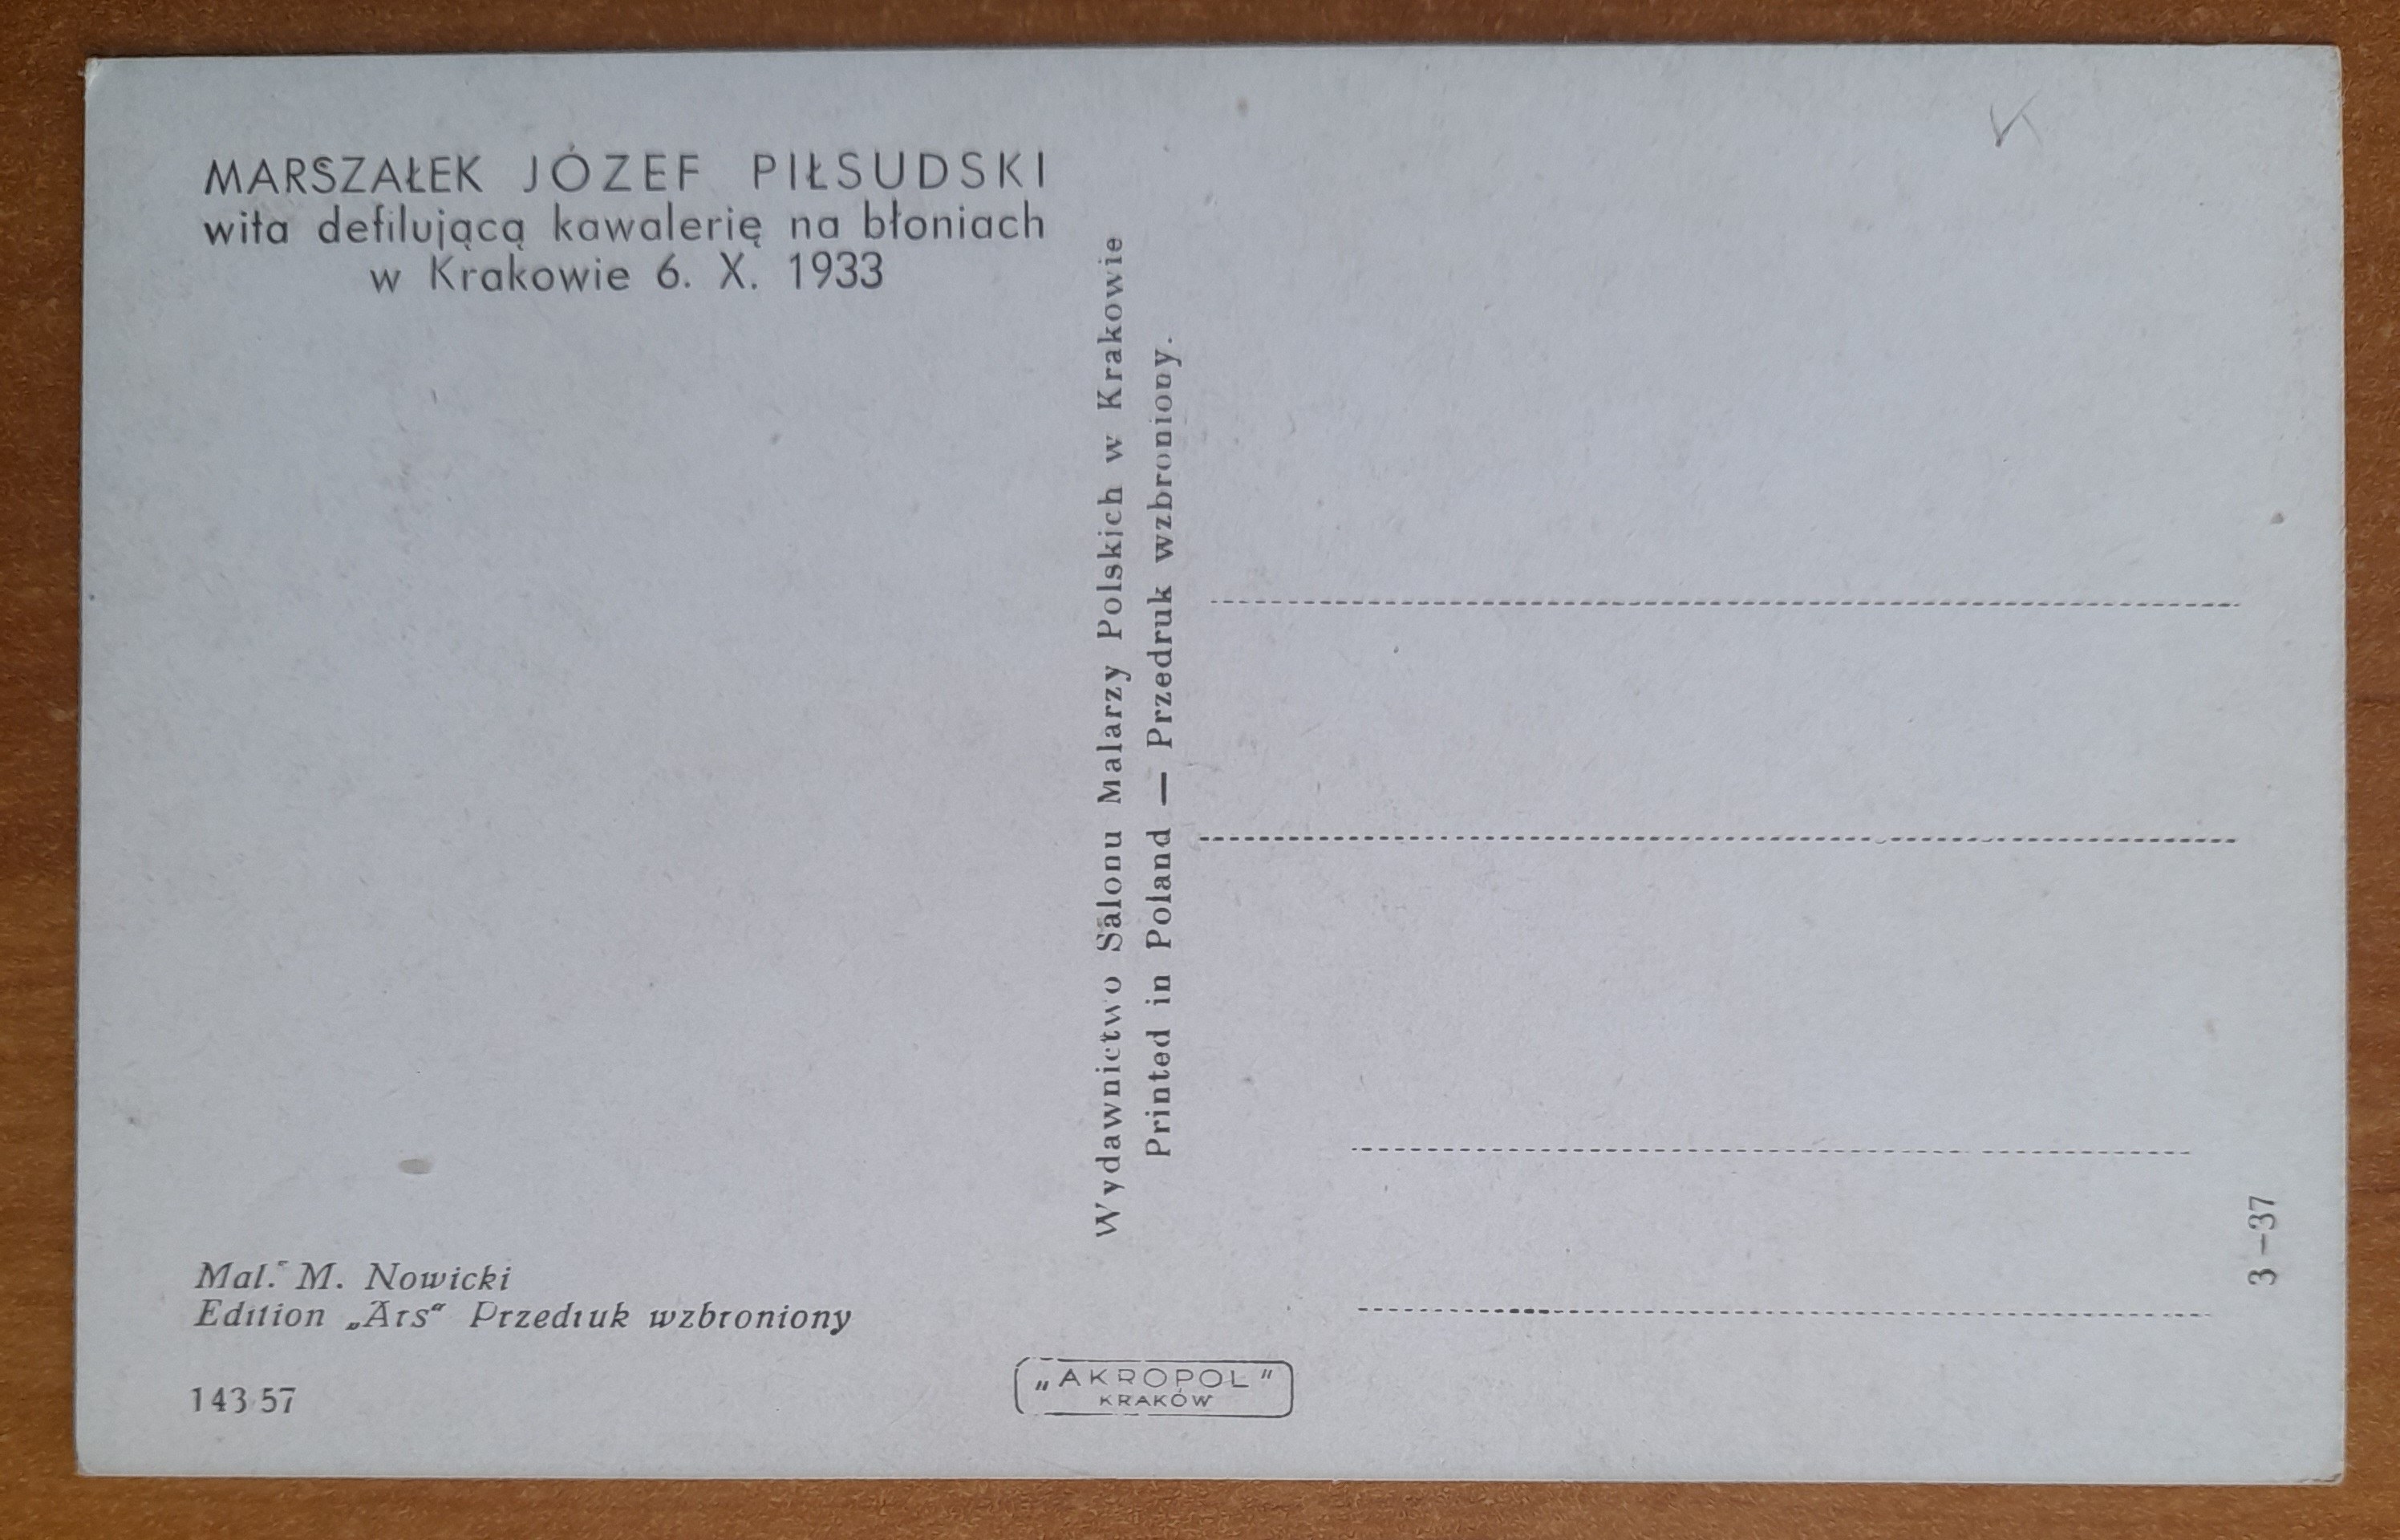 MARSZAŁEK JÓZEF PIŁSUDSKI
wita defilującą kawalerię na błoniach
w Krakowie 6. X. 1933
Wydawnictwo Salonu Malarzy Polskich w Krakowie
Printed in Poland — Przedruk wzbroniony.
Mal. M. Nowicki
Edition „Ars“ Przedruk wzbroniony
143 57
„AKROPOL"
KRAKÓW
3-37